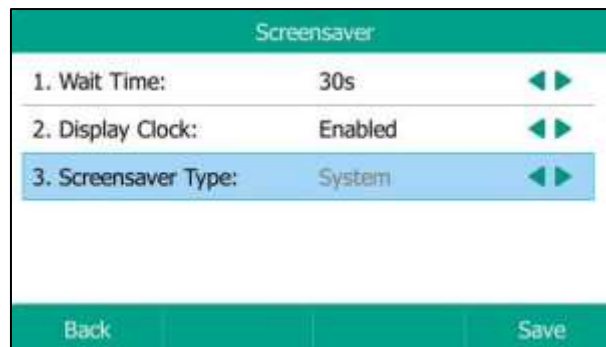 Screensaver
1. Wait Time: 30s
2. Display Clock: Enabled
3. Screensaver Type: System
Back Save